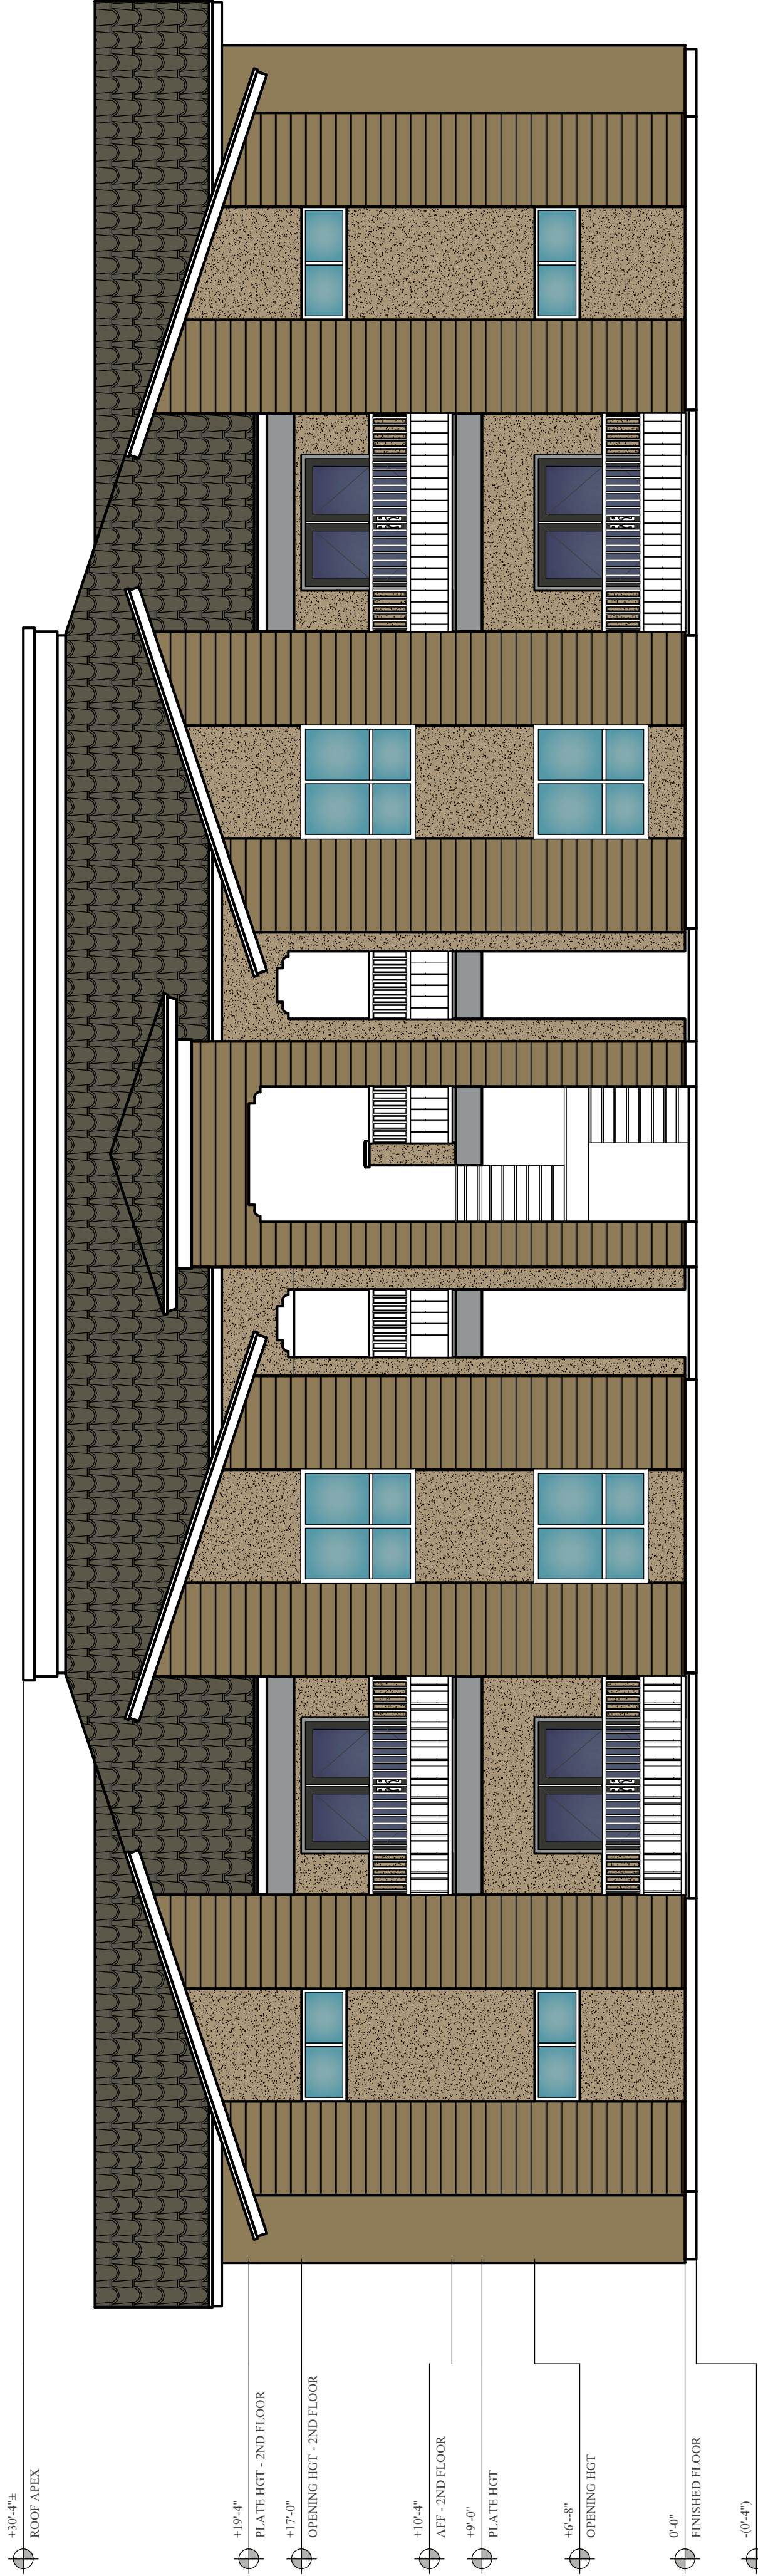 +30'-4"±
ROOF APEX
+19'-4"
PLATE HGT - 2ND FLOOR
+17'-0"
OPENING HGT - 2ND FLOOR
+10'-4"
AFF - 2ND FLOOR
+9'-0"
PLATE HGT
+6'--8"
OPENING HGT
0'-0"
FINISHED FLOOR
-(0'-4")